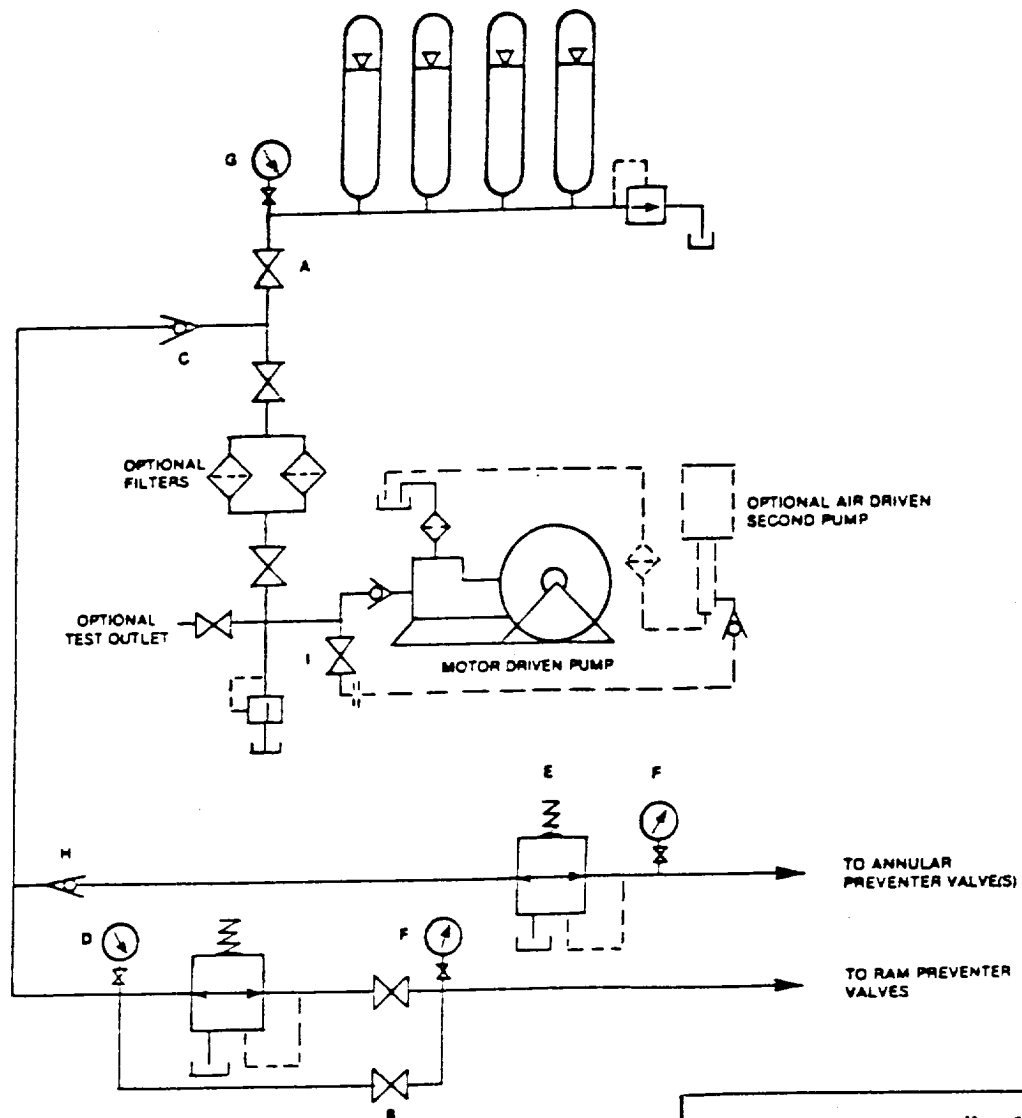 G
A
C
OPTIONAL
FILTERS
OPTIONAL AIR DRIVEN
SECOND PUMP
OPTIONAL
TEST OUTLET
I
MOTOR DRIVEN PUMP
E
F
H
TO ANNULAR
PREVENTER VALVE(S)
D
F
TO RAM PREVENTER
VALVES